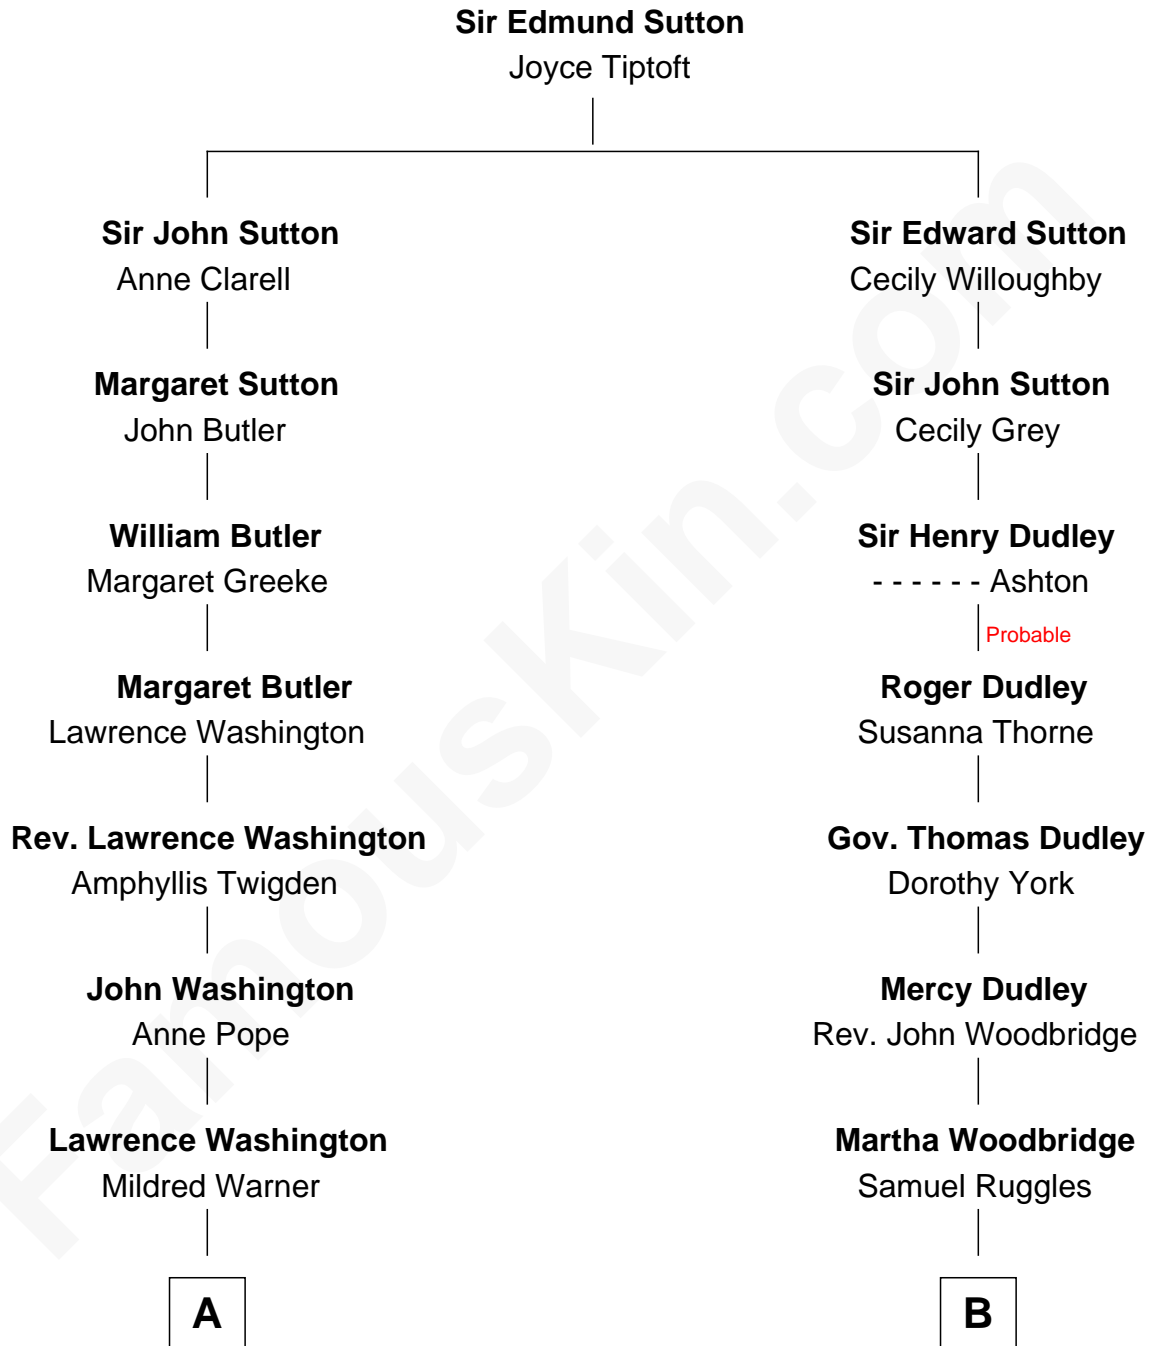 Sir Edmund Sutton
Joyce Tiptoft
Sir John Sutton
Anne Clarell
Sir Edward Sutton
Cecily Willoughby
Margaret Sutton
John Butler
Sir John Sutton
Cecily Grey
William Butler
Margaret Greeke
Sir Henry Dudley
- - - - - - Ashton
Probable
Margaret Butler
Lawrence Washington
Roger Dudley
Susanna Thorne
Rev. Lawrence Washington
Amphyllis Twigden
Gov. Thomas Dudley
Dorothy York
John Washington
Anne Pope
Mercy Dudley
Rev. John Woodbridge
Lawrence Washington
Mildred Warner
Martha Woodbridge
Samuel Ruggles
A
B
FamousKin.com